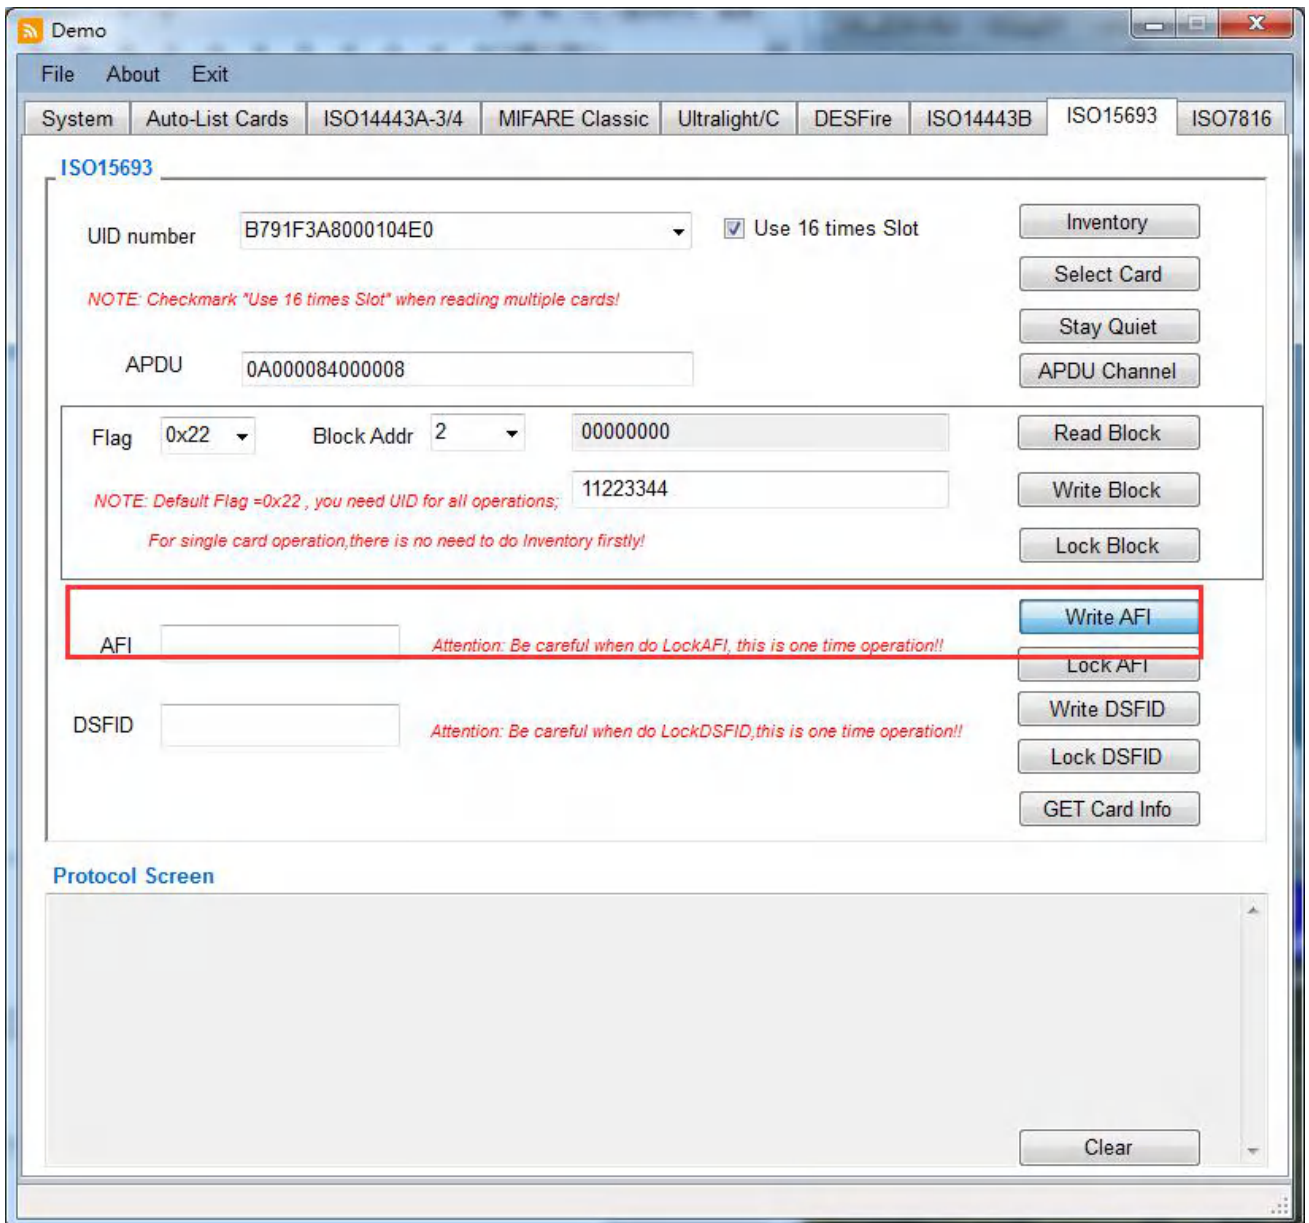 Demo
File About Exit
System Auto-List Cards ISO14443A-3/4 MIFARE Classic Ultralight/C DESFire ISO14443B ISO15693 ISO7816
ISO15693
UID number B791F3A8000104E0 Use 16 times Slot Inventory
Select Card
NOTE: Checkmark "Use 16 times Slot" when reading multiple cards!
Stay Quiet
APDU 0A000084000008 APDU Channel
Flag 0x22 Block Addr 2 00000000 Read Block
NOTE: Default Flag =0x22 , you need UID for all operations; 11223344 Write Block
For single card operation,there is no need to do Inventory firstly! Lock Block
Write AFI
AFI Attention: Be careful when do LockAFI, this is one time operation!!
Lock AFI
DSFID Write DSFID
Attention: Be careful when do LockDSFID,this is one time operation!!
Lock DSFID
GET Card Info
Protocol Screen
Clear